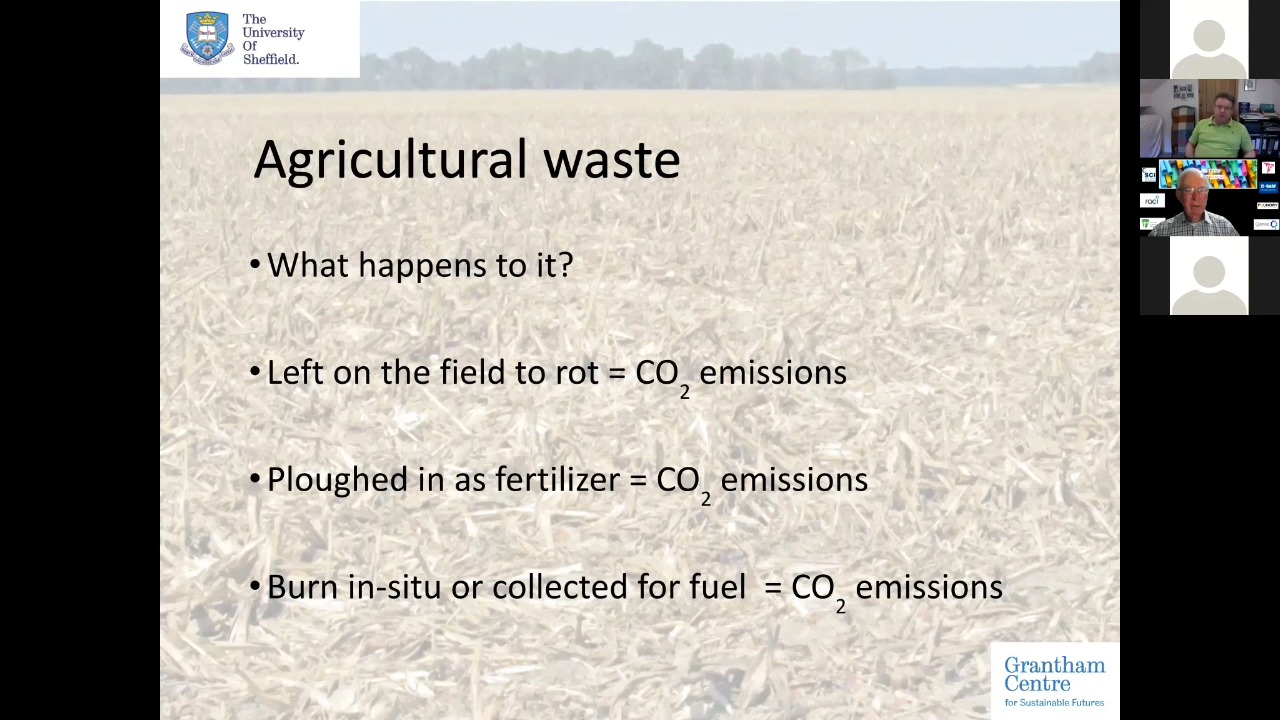 The
University
Of
Sheffield.
Agricultural waste
• What happens to it?
• Left on the field to rot = CO2 emissions
• Ploughed in as fertilizer = CO2 emissions
• Burn in-situ or collected for fuel = CO2 emissions
Grantham
Centre
for Sustainable Futures
SCI
raci